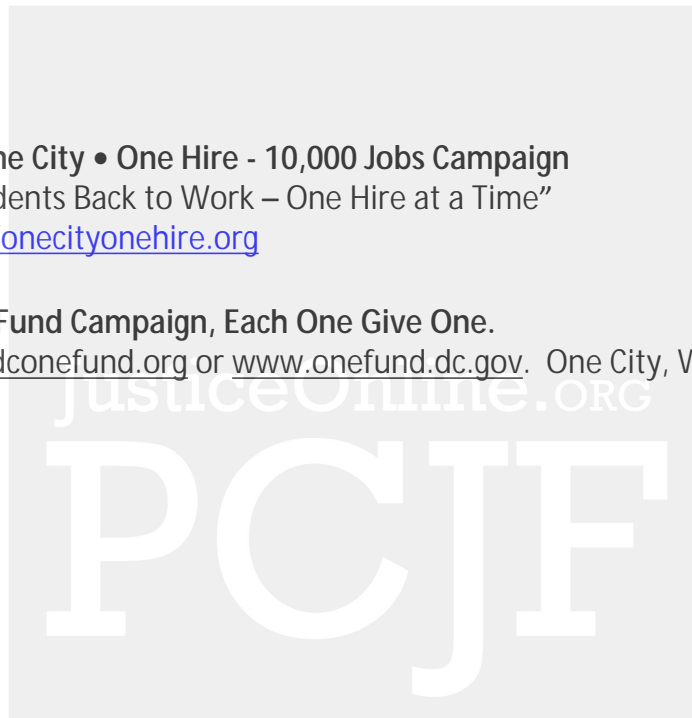 ne City • One Hire - 10,000 Jobs Campaign
dents Back to Work – One Hire at a Time”
onecityonehire.org
Fund Campaign, Each One Give One.
dconefund.org or www.onefund.dc.gov. One City, W
JusticeOnline.ORG
PCJF